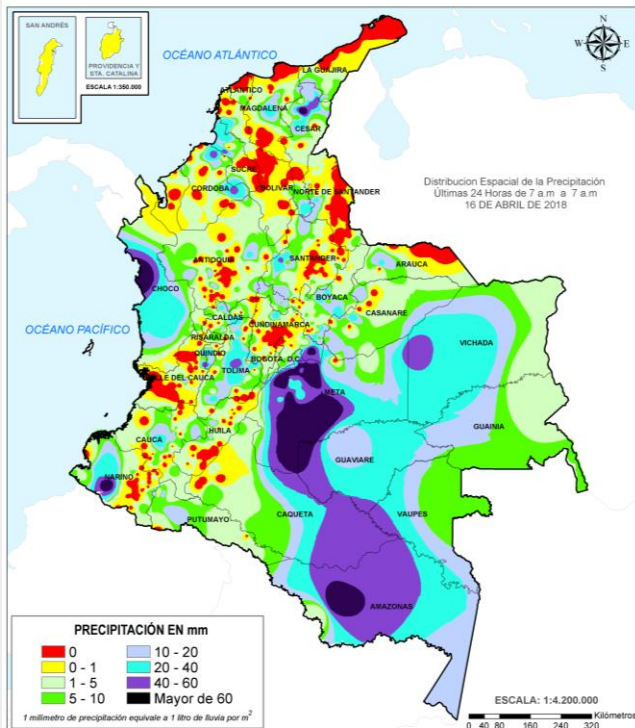 SAN ANDRÉS
PROVIDENCIA Y
STA. CATALINA
ESCALA 1:350.000
OCÉANO ATLÁNTICO
N
W
E
S
LA GUAJIRA
ATLANTICO
MAGDALENA
CESAR
SUCRE
CORDOBA
BOLIVAR
NORTE DE SANTANDER
Distribucion Espacial de la Precipitación
Últimas 24 Horas de 7 a.m a 7 a.m
16 DE ABRIL DE 2018
ANTIOQUIA
SANTANDER
ARAUCA
CHOCO
BOYACA
CASANARE
CALDAS
OCÉANO PACÍFICO
CUNDINAMARCA
RISARALDA
VICHADA
QUINDIO
BOGOTA, D.C.
TOLIMA
VALLE DEL CAUCA
META
GUAINIA
HUILA
CAUCA
GUAVIARE
NARIÑO
CAQUETA
VAUPES
PUTUMAYO
AMAZONAS
PRECIPITACIÓN EN mm
0
10 - 20
0 - 1
20 - 40
1 - 5
40 - 60
5 - 10
Mayor de 60
1 milimetro de precipitación equivale a 1 litro de lluvia por m²
ESCALA: 1:4.200.000
Kilómetros
0 40 80 160 240 320